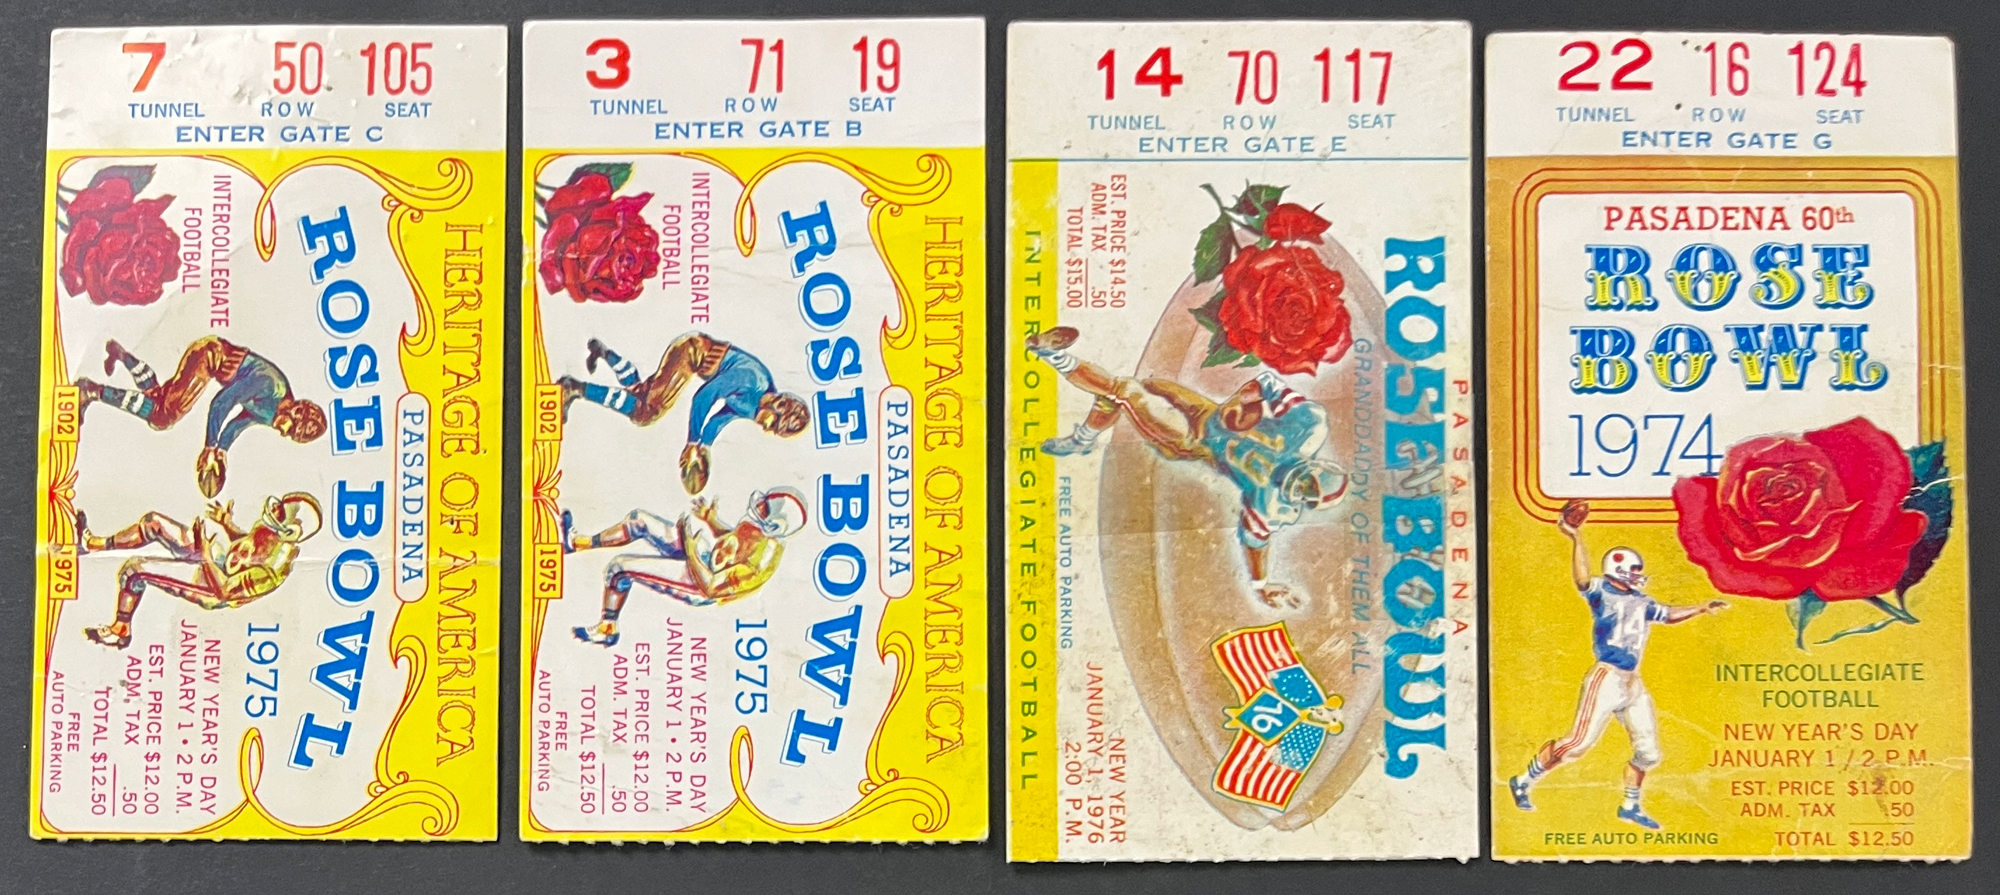 7 50 105
TUNNEL ROW SEAT
ENTER GATE C
HERITAGE OF AMERICA
PASADENA
ROSE BOWL
1975
INTERCOLLEGIATE
FOOTBALL
1902
1975
NEW YEAR'S DAY
JANUARY 1 • 2 P.M.
EST. PRICE $12.00
ADM. TAX .50
TOTAL $12.50
FREE
AUTO PARKING
3 71 19
TUNNEL ROW SEAT
ENTER GATE B
HERITAGE OF AMERICA
PASADENA
ROSE BOWL
1975
INTERCOLLEGIATE
FOOTBALL
1902
1975
NEW YEAR'S DAY
JANUARY 1 • 2 P.M.
EST. PRICE $12.00
ADM. TAX .50
TOTAL $12.50
FREE
AUTO PARKING
14 70 117
TUNNEL ROW SEAT
ENTER GATE E
PASADENA
ROSE BOWL
GRANDDADDY OF THEM ALL
EST. PRICE $14.50
ADM. TAX .50
TOTAL $15.00
76
NEW YEAR
JANUARY 1, 1976
2:00 P.M.
FREE AUTO PARKING
INTERCOLLEGIATE FOOTBALL
22 16 124
TUNNEL ROW SEAT
ENTER GATE G
PASADENA 60th
ROSE
BOWL
1974
14
INTERCOLLEGIATE
FOOTBALL
NEW YEAR'S DAY
JANUARY 1 / 2 P.M.
EST. PRICE $12.00
ADM. TAX .50
FREE AUTO PARKING TOTAL $12.50